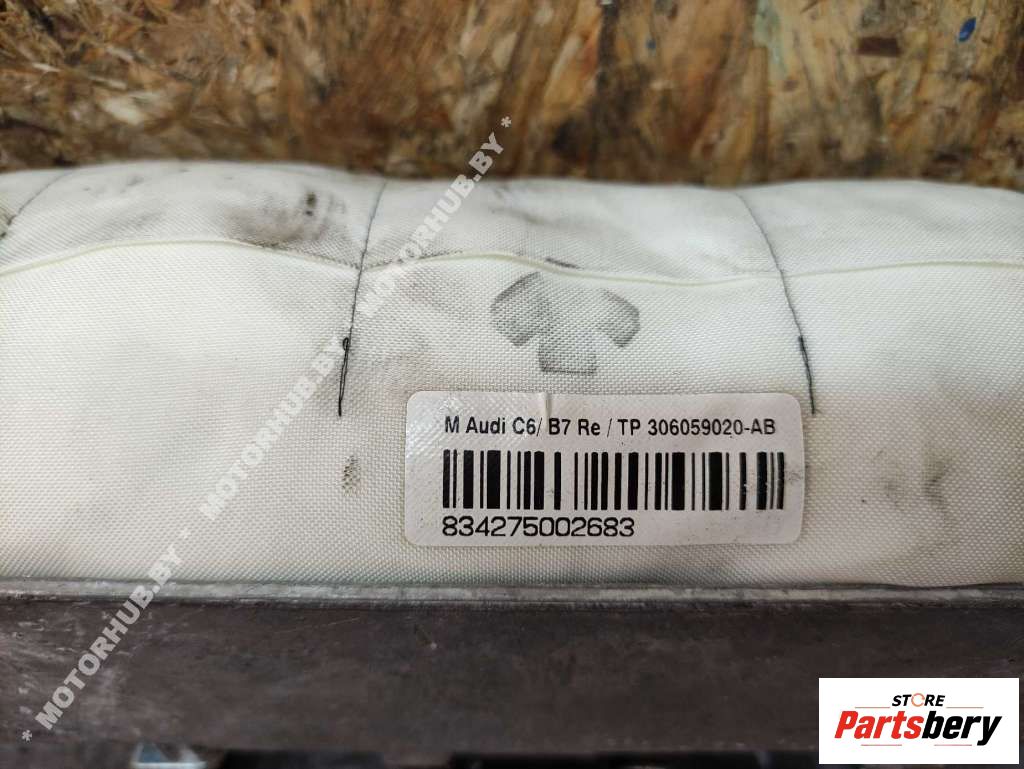 * MOTORHUB.BY * MOTORHUB.BY *
M Audi C6/ B7 Re / TP 306059020-AB
834275002683
STORE
Partsbery